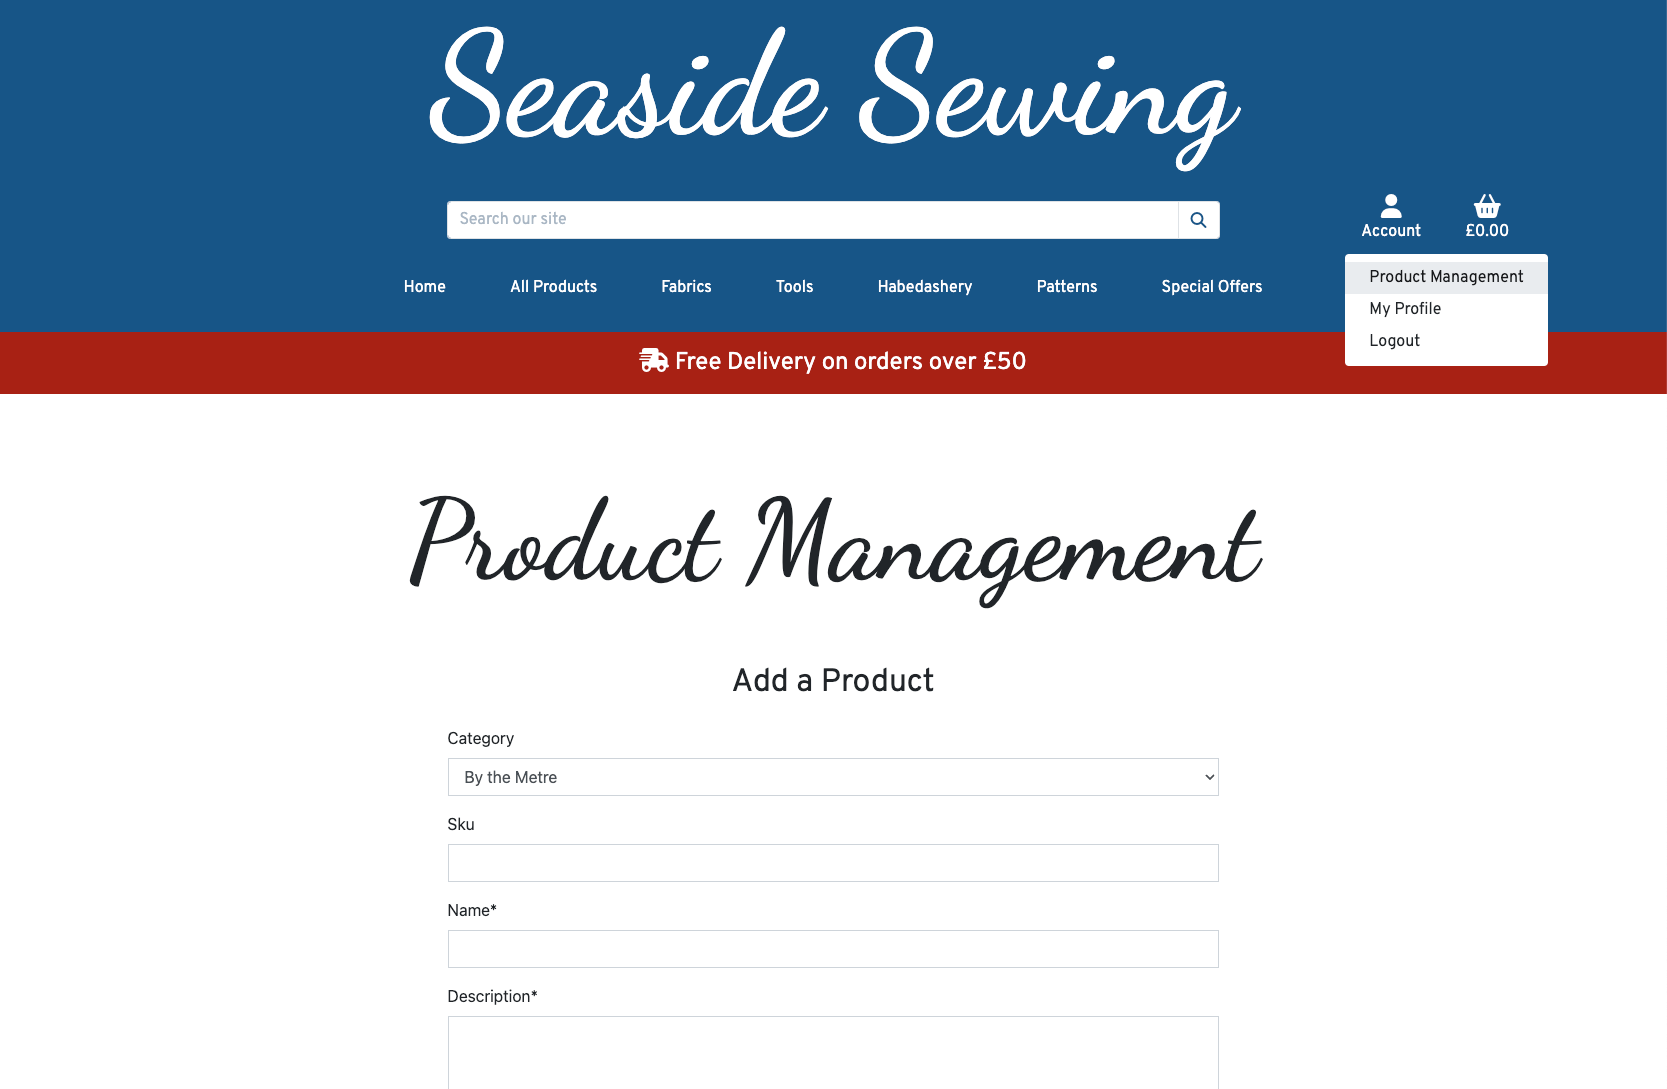 Seaside Sewing
Search our site
Account
£0.00
Home
All Products
Fabrics
Tools
Habedashery
Patterns
Special Offers
Product Management
My Profile
Logout
Free Delivery on orders over £50
Product Management
Add a Product
Category
By the Metre
Sku
Name*
Description*